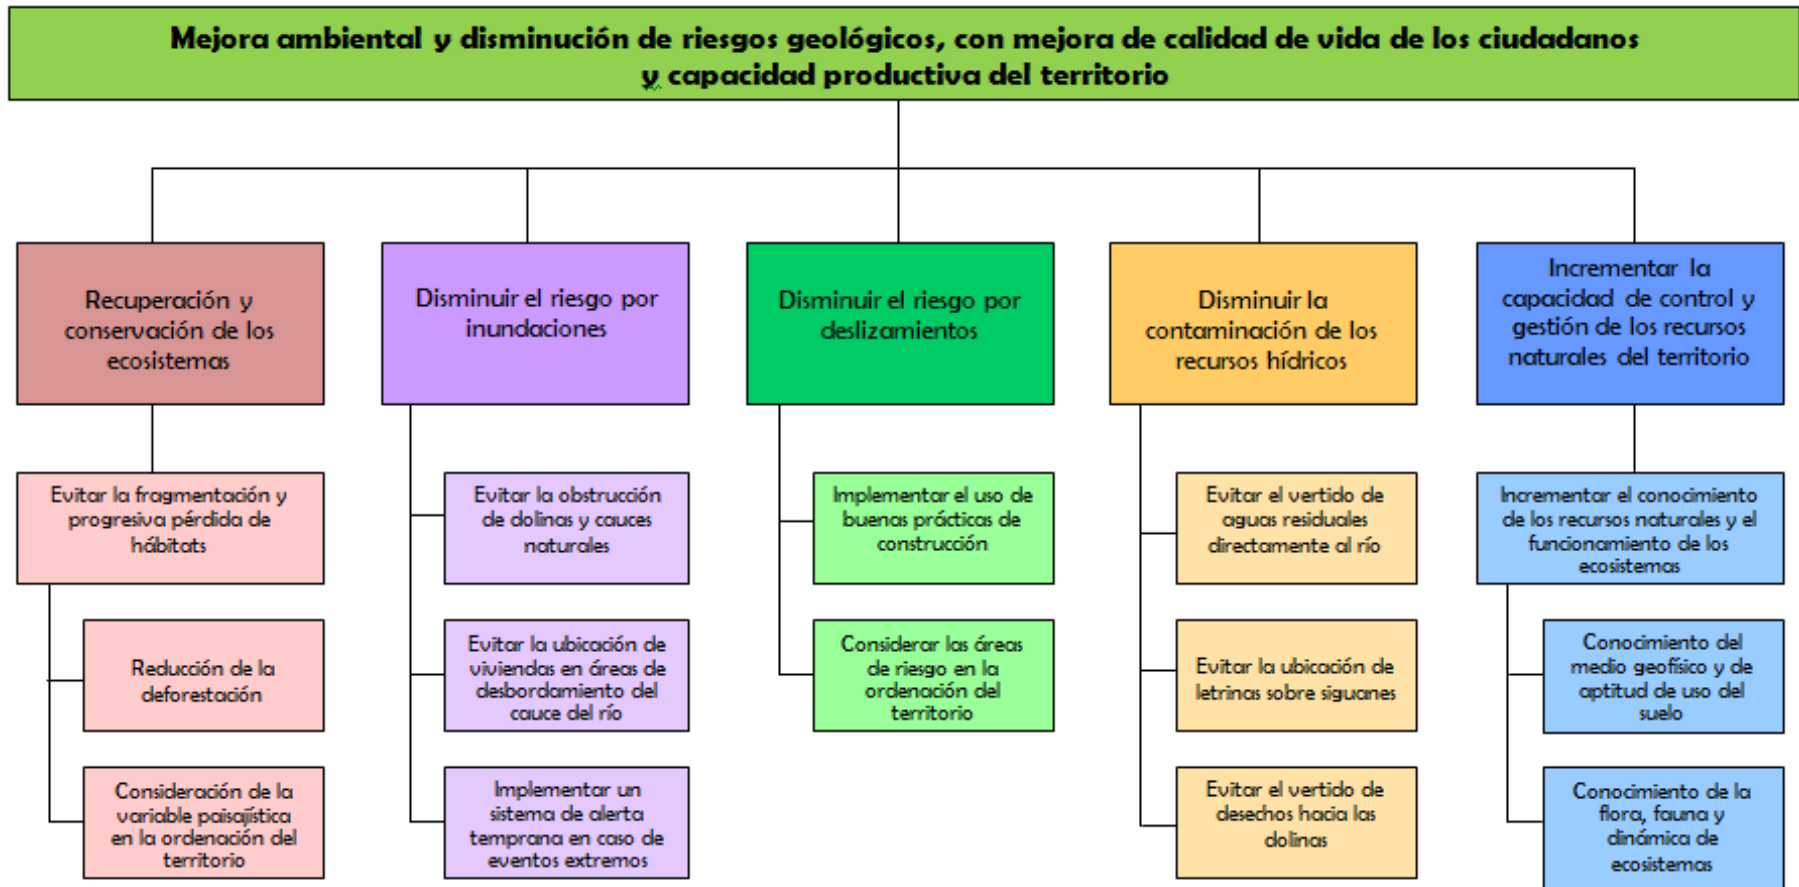 Mejora ambiental y disminución de riesgos geológicos, con mejora de calidad de vida de los ciudadanos
y capacidad productiva del territorio
Recuperación y
conservación de los
ecosistemas
Disminuir el riesgo por
inundaciones
Disminuir el riesgo por
deslizamientos
Disminuir la
contaminación de los
recursos hídricos
Incrementar la
capacidad de control y
gestión de los recursos
naturales del territorio
Evitar la fragmentación y
progresiva pérdida de
hábitats
Evitar la obstrucción
de dolinas y cauces
naturales
Implementar el uso de
buenas prácticas de
construcción
Evitar el vertido de
aguas residuales
directamente al río
Incrementar el conocimiento
de los recursos naturales y el
funcionamiento de los
ecosistemas
Reducción de la
deforestación
Evitar la ubicación de
viviendas en áreas de
desbordamiento del
cauce del río
Considerar las áreas
de riesgo en la
ordenación del
territorio
Evitar la ubicación de
letrinas sobre siguanes
Conocimiento del
medio geofísico y de
aptitud de uso del
suelo
Consideración de la
variable paisajística
en la ordenación del
territorio
Implementar un
sistema de alerta
temprana en caso de
eventos extremos
Evitar el vertido de
desechos hacia las
dolinas
Conocimiento de la
flora, fauna y
dinámica de
ecosistemas